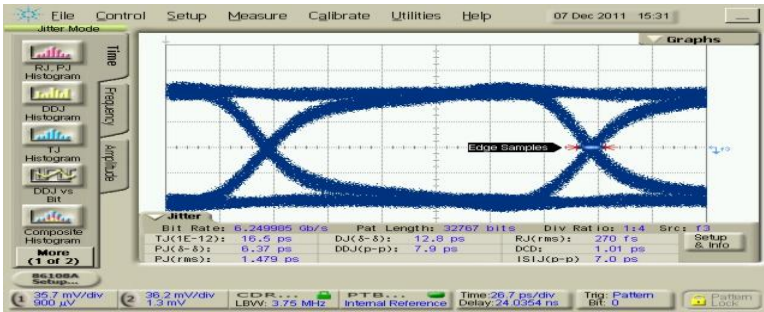 File Control Setup Measure Calibrate Utilities Help 07 Dec 2011 15:31
Jitter Mode
Graphs
RJ, PJ
Histogram
DDJ
Histogram
TJ
Histogram
DDJ vs
Bit
Composite
Histogram
More
(1 of 2)
Time
Frequency
Amplitude
Edge Samples
f3
Jitter
Bit Rate: 6.249985 Gb/s Pat Length: 32767 bits Div Ratio: 1:4 Src: f3
TJ(1E-12): 16.5 ps DJ(δ-δ): 12.8 ps RJ(rms): 270 fs
PJ(δ-δ): 6.37 ps DDJ(p-p): 7.9 ps DCD: 1.01 ps
PJ(rms): 1.479 ps ISIJ(p-p) 7.0 ps
Setup
& Info
86108A
Setup...
1 35.7 mV/div 2 36.2 mV/div CDR... PTB... Time:26.7 ps/div Trig: Pattern Pattern
900 µV 1.3 mV LBW: 3.75 MHz Internal Reference Delay:24.0354 ns Bit: 0 Lock